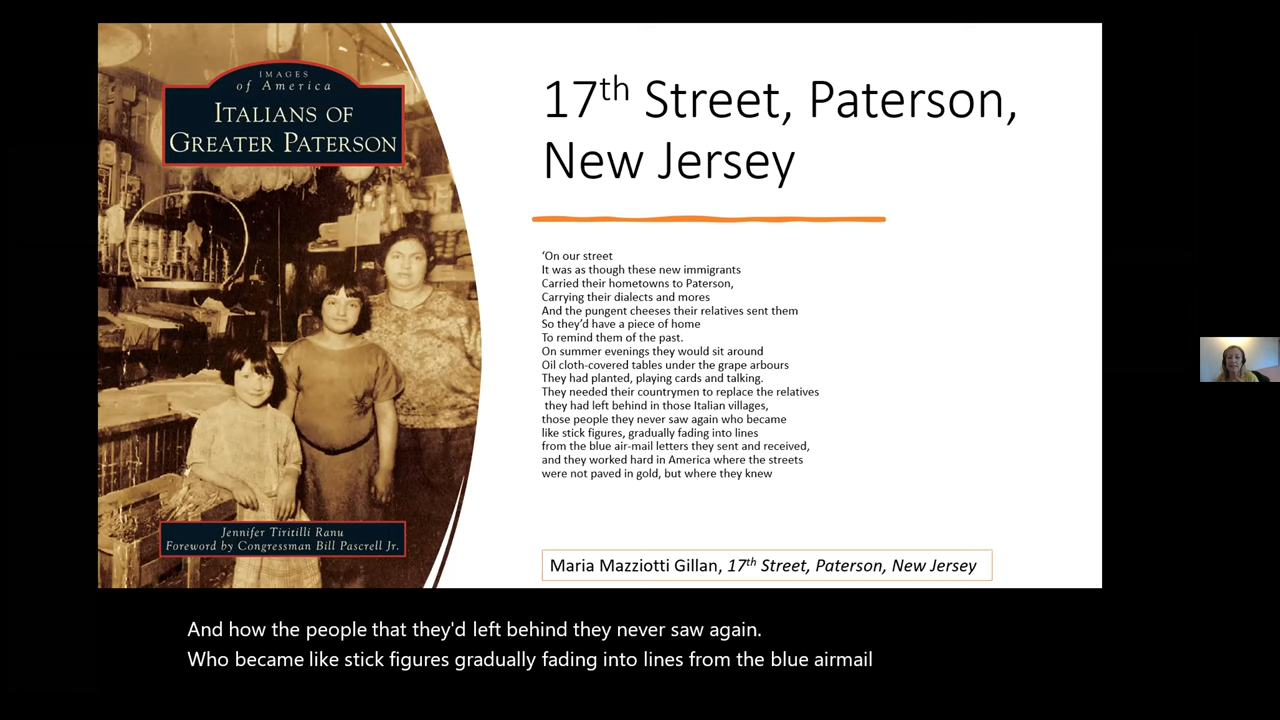 IMAGES
of America
ITALIANS OF
GREATER PATERSON
Jennifer Tiritilli Ranu
Foreword by Congressman Bill Pascrell Jr.
17th Street, Paterson,
New Jersey
‘On our street
It was as though these new immigrants
Carried their hometowns to Paterson,
Carrying their dialects and mores
And the pungent cheeses their relatives sent them
So they’d have a piece of home
To remind them of the past.
On summer evenings they would sit around
Oil cloth-covered tables under the grape arbours
They had planted, playing cards and talking.
They needed their countrymen to replace the relatives
they had left behind in those Italian villages,
those people they never saw again who became
like stick figures, gradually fading into lines
from the blue air-mail letters they sent and received,
and they worked hard in America where the streets
were not paved in gold, but where they knew
Maria Mazziotti Gillan, 17th Street, Paterson, New Jersey
And how the people that they'd left behind they never saw again.
Who became like stick figures gradually fading into lines from the blue airmail